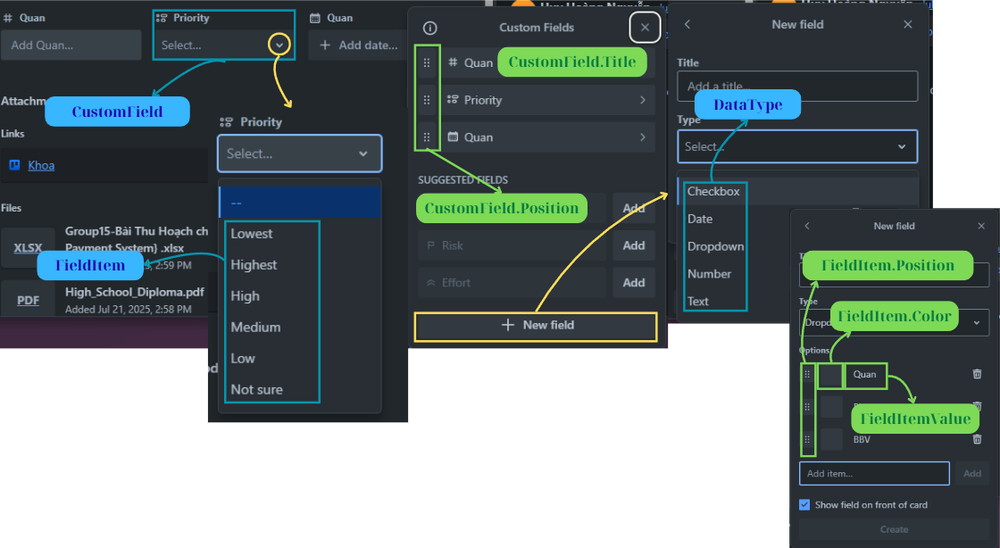 Quan
Priority
Quan
Add Quan...
Select...
Add date...
CustomField
Links
Khoa
Files
XLSX
Group15-Bài Thu Hoạch ch
Payment System} .xlsx
2:59 PM
FieldItem
PDF
High_School_Diploma.pdf
Added Jul 21, 2025, 2:58 PM
Priority
Select...
--
Lowest
Highest
High
Medium
Low
Not sure
Custom Fields
Quan
CustomField.Title
Priority
Quan
SUGGESTED FIELDS
CustomField.Position
Add
Risk
Add
Effort
Add
New field
New field
Title
Add a title
DataType
Type
Select...
Checkbox
Date
Dropdown
Number
Text
New field
FieldItem.Position
Type
FieldItem.Color
Options
Quan
FieldItemValue
BBV
Add item...
Add
Show field on front of card
Create